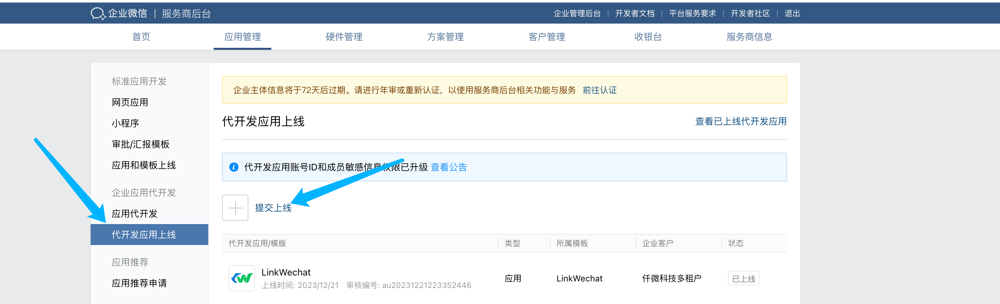 企业微信 | 服务商后台
企业管理后台 | 开发者文档 | 平台服务要求 | 开发者社区 | 退出
首页 应用管理 硬件管理 方案管理 客户管理 收银台 服务商信息
标准应用开发
网页应用
小程序
审批/汇报模板
应用和模板上线
企业应用代开发
应用代开发
代开发应用上线
应用推荐
应用推荐申请
企业主体信息将于72天后过期。请进行年审或重新认证，以使用服务商后台相关功能与服务 前往认证
代开发应用上线 查看已上线代开发应用
代开发应用账号ID和成员敏感信息权限已升级 查看公告
提交上线
代开发应用/模版 类型 所属模板 企业客户 状态
LinkWechat
上线时间: 2023/12/21 审核编号: au20231221223352446
应用 LinkWechat 仟微科技多租户 已上线